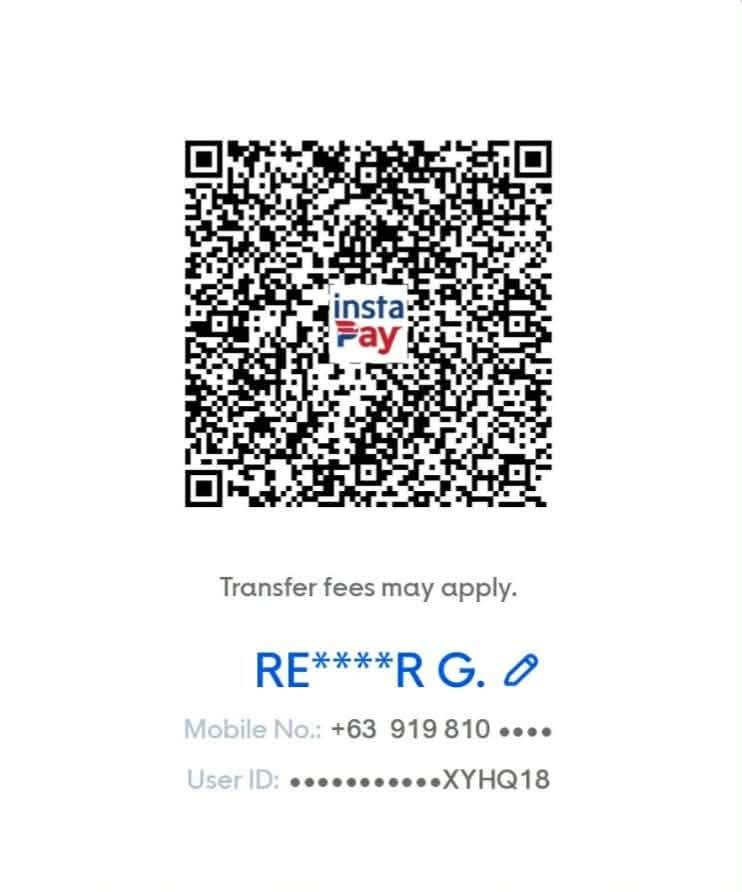 insta
Pay
Transfer fees may apply.
RE****R G.
Mobile No.: +63 919 810 ••••
User ID: •••••••••••XYHQ18